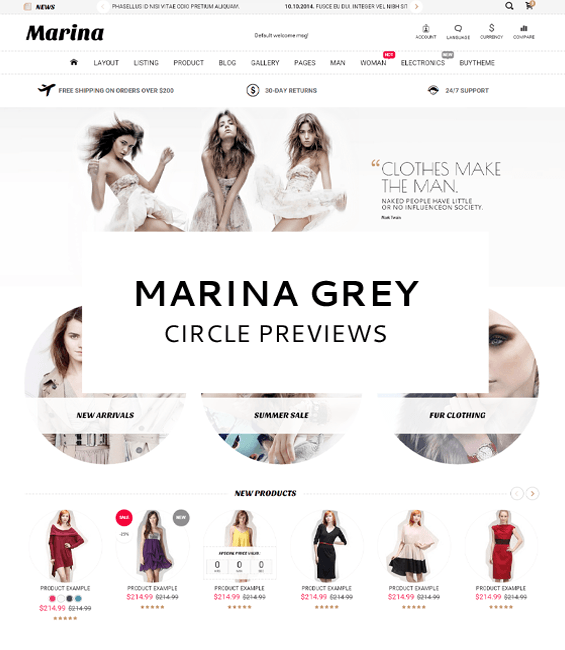 NEWS
PHASELLUS ID NISI VITAE ODIO PRETIUM ALIQUAM.
10.10.2014. FUSCE EU DUI. INTEGER VEL NIBH SIT
0
Marina
Default welcome msg!
ACCOUNT LANGUAGE CURRENCY COMPARE
HOT NEW
LAYOUT LISTING PRODUCT BLOG GALLERY PAGES MAN WOMAN ELECTRONICS BUYTHEME
FREE SHIPPING ON ORDERS OVER $200 30-DAY RETURNS 24/7 SUPPORT
“CLOTHES MAKE
THE MAN.
NAKED PEOPLE HAVE LITTLE
OR NO INFLUENCEON SOCIETY.
Mark Twain
MARINA GREY
CIRCLE PREVIEWS
NEW ARRIVALS SUMMER SALE FUR CLOTHING
NEW PRODUCTS
SALE NEW
-23%
SPECIAL PRICE VALID:
0 0 0
PRODUCT EXAMPLE PRODUCT EXAMPLE PRODUCT EXAMPLE PRODUCT EXAMPLE PRODUCT EXAMPLE PRODUCT EXAMPLE
$214.99 $214.99 $214.99 $214.99 $214.99 $214.99 $214.99 $214.99 $214.99 $214.99
$214.99 $214.99